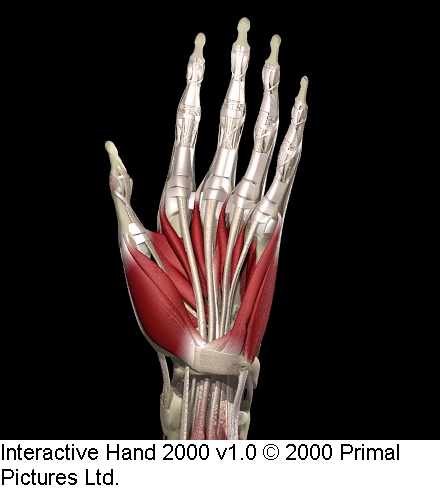 Interactive Hand 2000 v1.0 © 2000 Primal
Pictures Ltd.